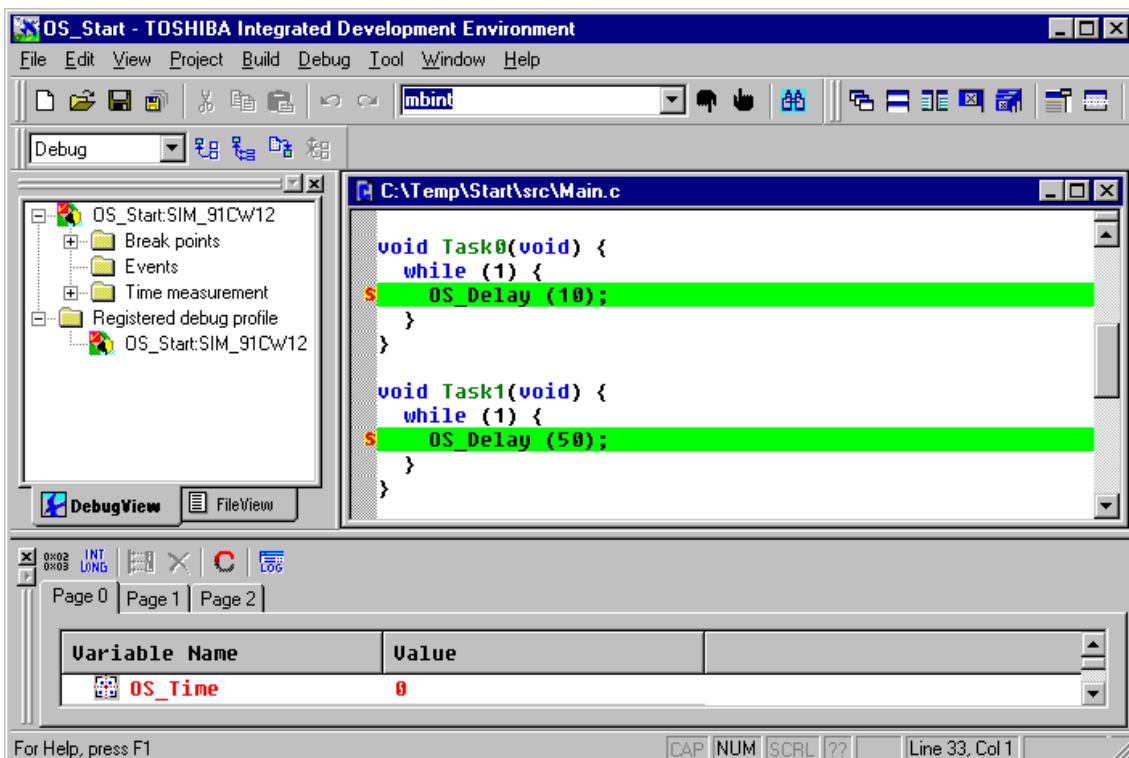 OS_Start - TOSHIBA Integrated Development Environment
File Edit View Project Build Debug Tool Window Help
mbint
Debug
OS_Start:SIM_91CW12
Break points
Events
Time measurement
Registered debug profile
OS_Start:SIM_91CW12
DebugView FileView
C:\Temp\Start\src\Main.c
void Task0(void) {
while (1) {
S OS_Delay (10);
}
}
void Task1(void) {
while (1) {
S OS_Delay (50);
}
}
0x02 INT
0x03 LONG
C LOG
Page 0 Page 1 Page 2
Variable Name Value
OS_Time 0
For Help, press F1 CAP NUM SCRL ?? Line 33, Col 1